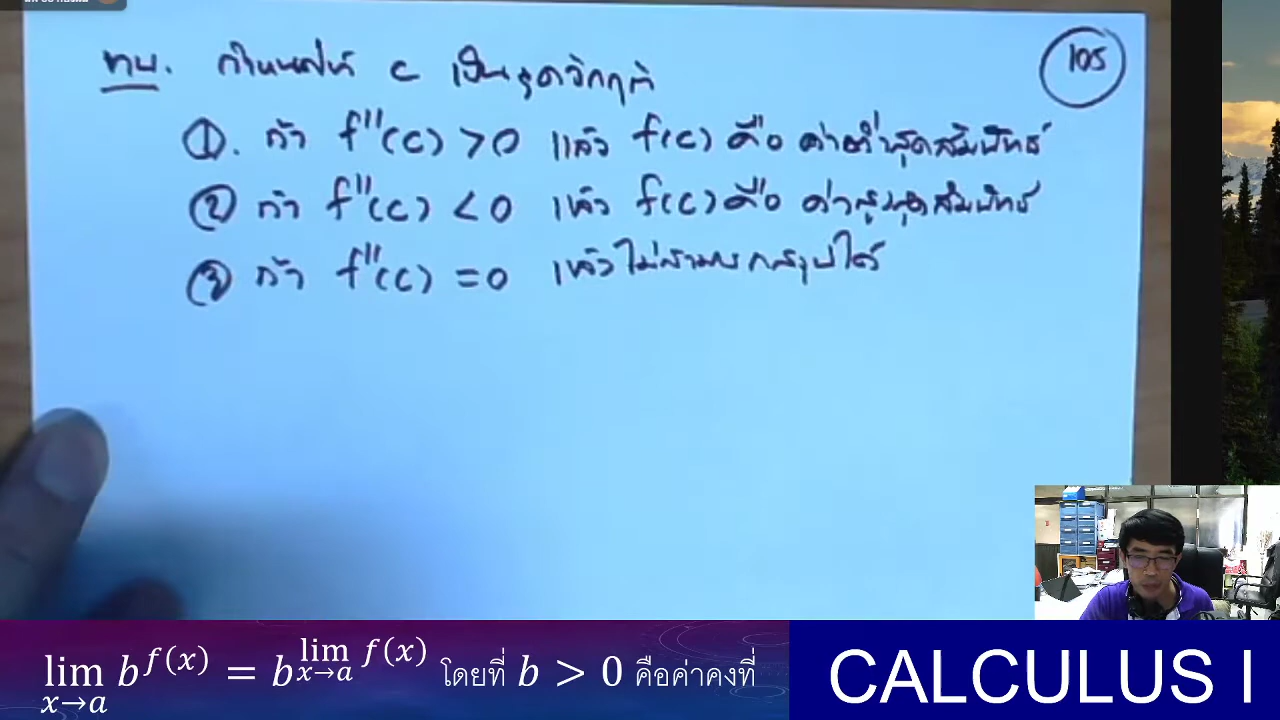 ทบ. กำหนดให้ c เป็นจุดวิกฤติ
105
①. ถ้า f''(c) > 0 แล้ว f(c) คือ ค่าต่ำสุดสัมพัทธ์
② ถ้า f''(c) < 0 แล้ว f(c) คือ ค่าสูงสุดสัมพัทธ์
③ ถ้า f''(c) = 0 แล้วไม่สามารถสรุปได้
lim x→a b^f(x) = b^lim x→a f(x) โดยที่ b > 0 คือค่าคงที่
CALCULUS I